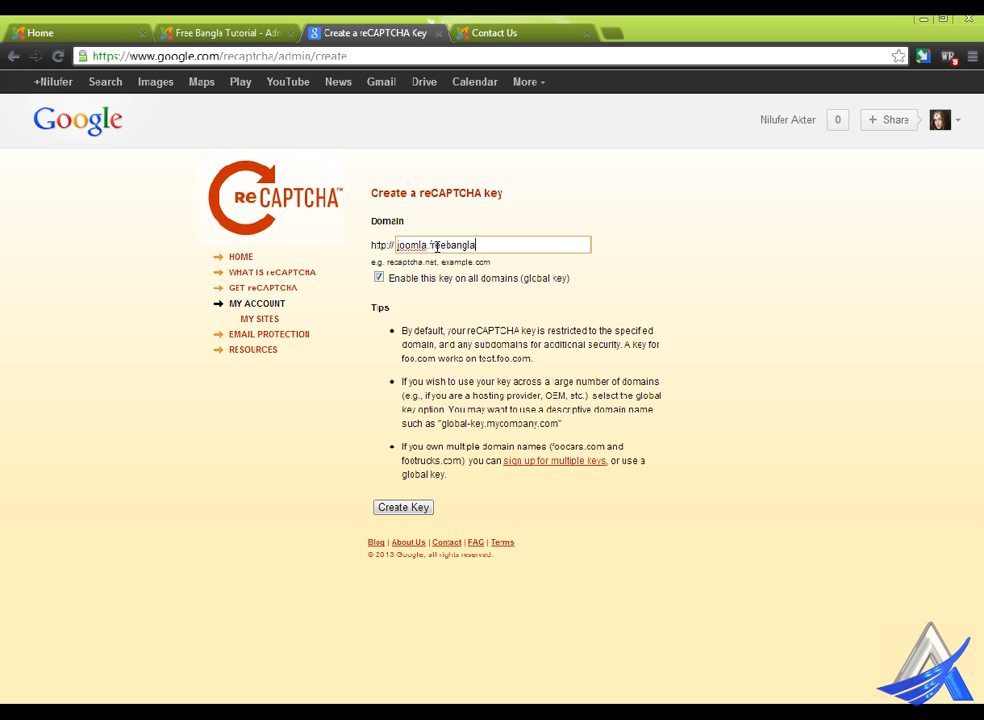 Home
Free Bangla Tutorial - Adm
Create a reCAPTCHA Key
Contact Us
https://www.google.com/recaptcha/admin/create
+Nilufer Search Images Maps Play YouTube News Gmail Drive Calendar More
Google
Nilufer Akter 0 + Share
reCAPTCHA™
HOME
WHAT IS reCAPTCHA
GET reCAPTCHA
MY ACCOUNT
MY SITES
EMAIL PROTECTION
RESOURCES
Create a reCAPTCHA key
Domain
http:// joomla.freebangla
e.g. recaptcha.net, example.com
Enable this key on all domains (global key)
Tips
By default, your reCAPTCHA key is restricted to the specified
domain, and any subdomains for additional security. A key for
foo.com works on test.foo.com.
If you wish to use your key across a large number of domains
(e.g., if you are a hosting provider, OEM, etc.), select the global
key option. You may want to use a descriptive domain name
such as "global-key.mycompany.com"
If you own multiple domain names (foocars.com and
footrucks.com) you can sign up for multiple keys, or use a
global key.
Create Key
Blog | About Us | Contact | FAQ | Terms
© 2013 Google, all rights reserved.